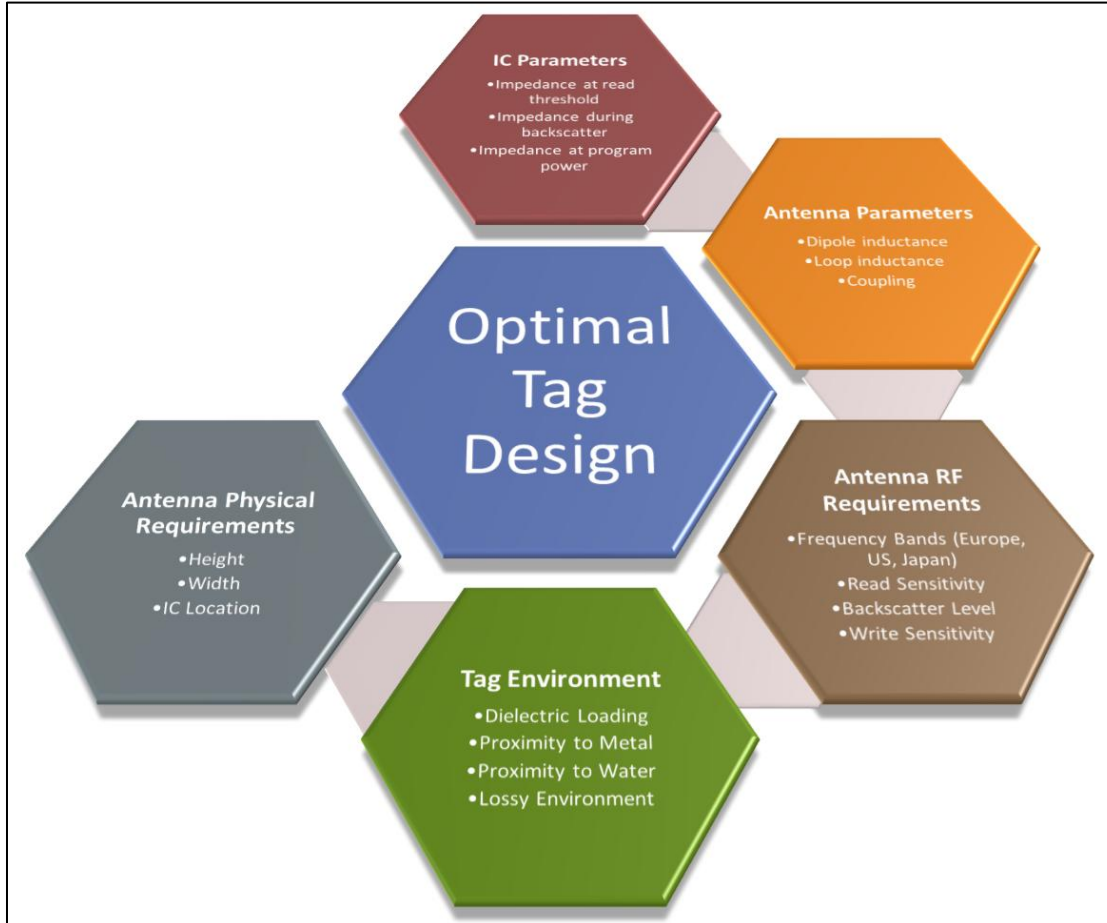 IC Parameters
•Impedance at read
threshold
•Impedance during
backscatter
•Impedance at program
power
Antenna Parameters
•Dipole inductance
•Loop inductance
•Coupling
Optimal
Tag
Design
Antenna Physical
Requirements
•Height
•Width
•IC Location
Antenna RF
Requirements
•Frequency Bands (Europe,
US, Japan)
•Read Sensitivity
•Backscatter Level
•Write Sensitivity
Tag Environment
•Dielectric Loading
•Proximity to Metal
•Proximity to Water
•Lossy Environment